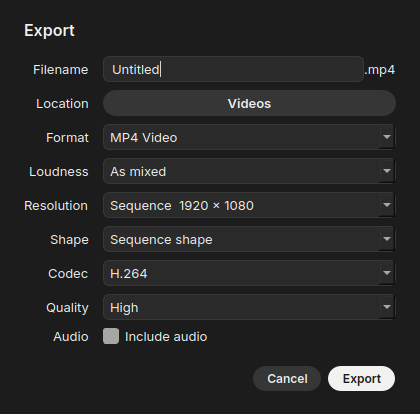 Export
Filename Untitled .mp4
Location Videos
Format MP4 Video
Loudness As mixed
Resolution Sequence 1920 × 1080
Shape Sequence shape
Codec H.264
Quality High
Audio Include audio
Cancel Export